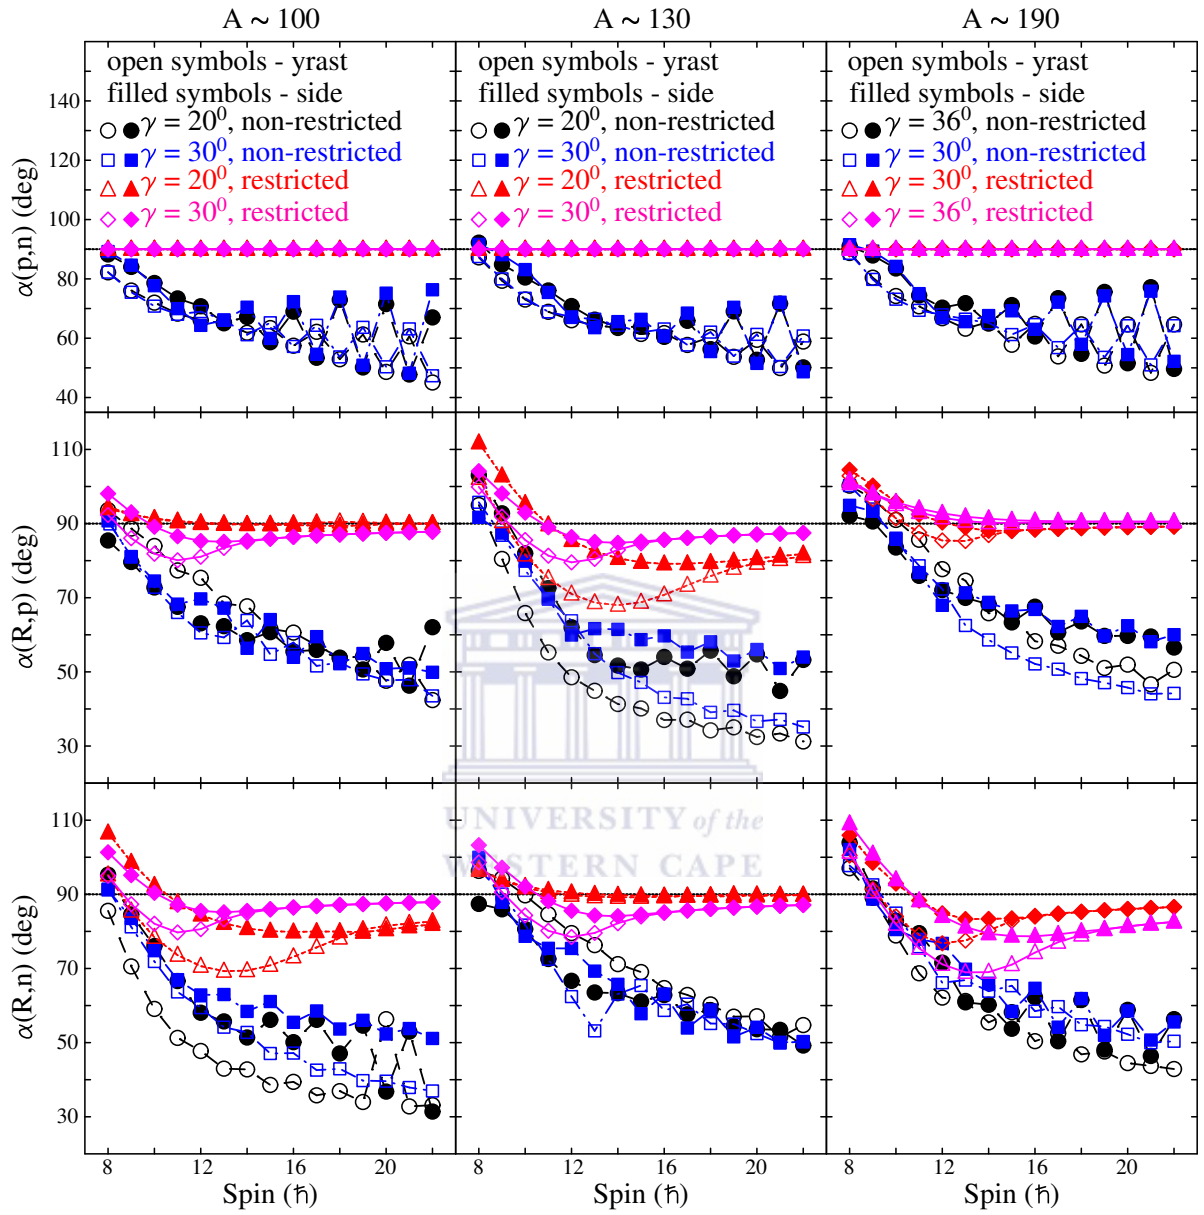 A ~ 100 A ~ 130 A ~ 190
open symbols - yrast
filled symbols - side
γ = 20⁰, non-restricted
γ = 30⁰, non-restricted
γ = 20⁰, restricted
γ = 30⁰, restricted
open symbols - yrast
filled symbols - side
γ = 20⁰, non-restricted
γ = 30⁰, non-restricted
γ = 20⁰, restricted
γ = 30⁰, restricted
open symbols - yrast
filled symbols - side
γ = 36⁰, non-restricted
γ = 30⁰, non-restricted
γ = 30⁰, restricted
γ = 36⁰, restricted
α(p,n) (deg)
140
120
100
80
60
40
α(R,p) (deg)
110
90
70
50
30
UNIVERSITY of the
WESTERN CAPE
α(R,n) (deg)
110
90
70
50
30
8 12 16 20 8 12 16 20 8 12 16 20
Spin (ħ) Spin (ħ) Spin (ħ)